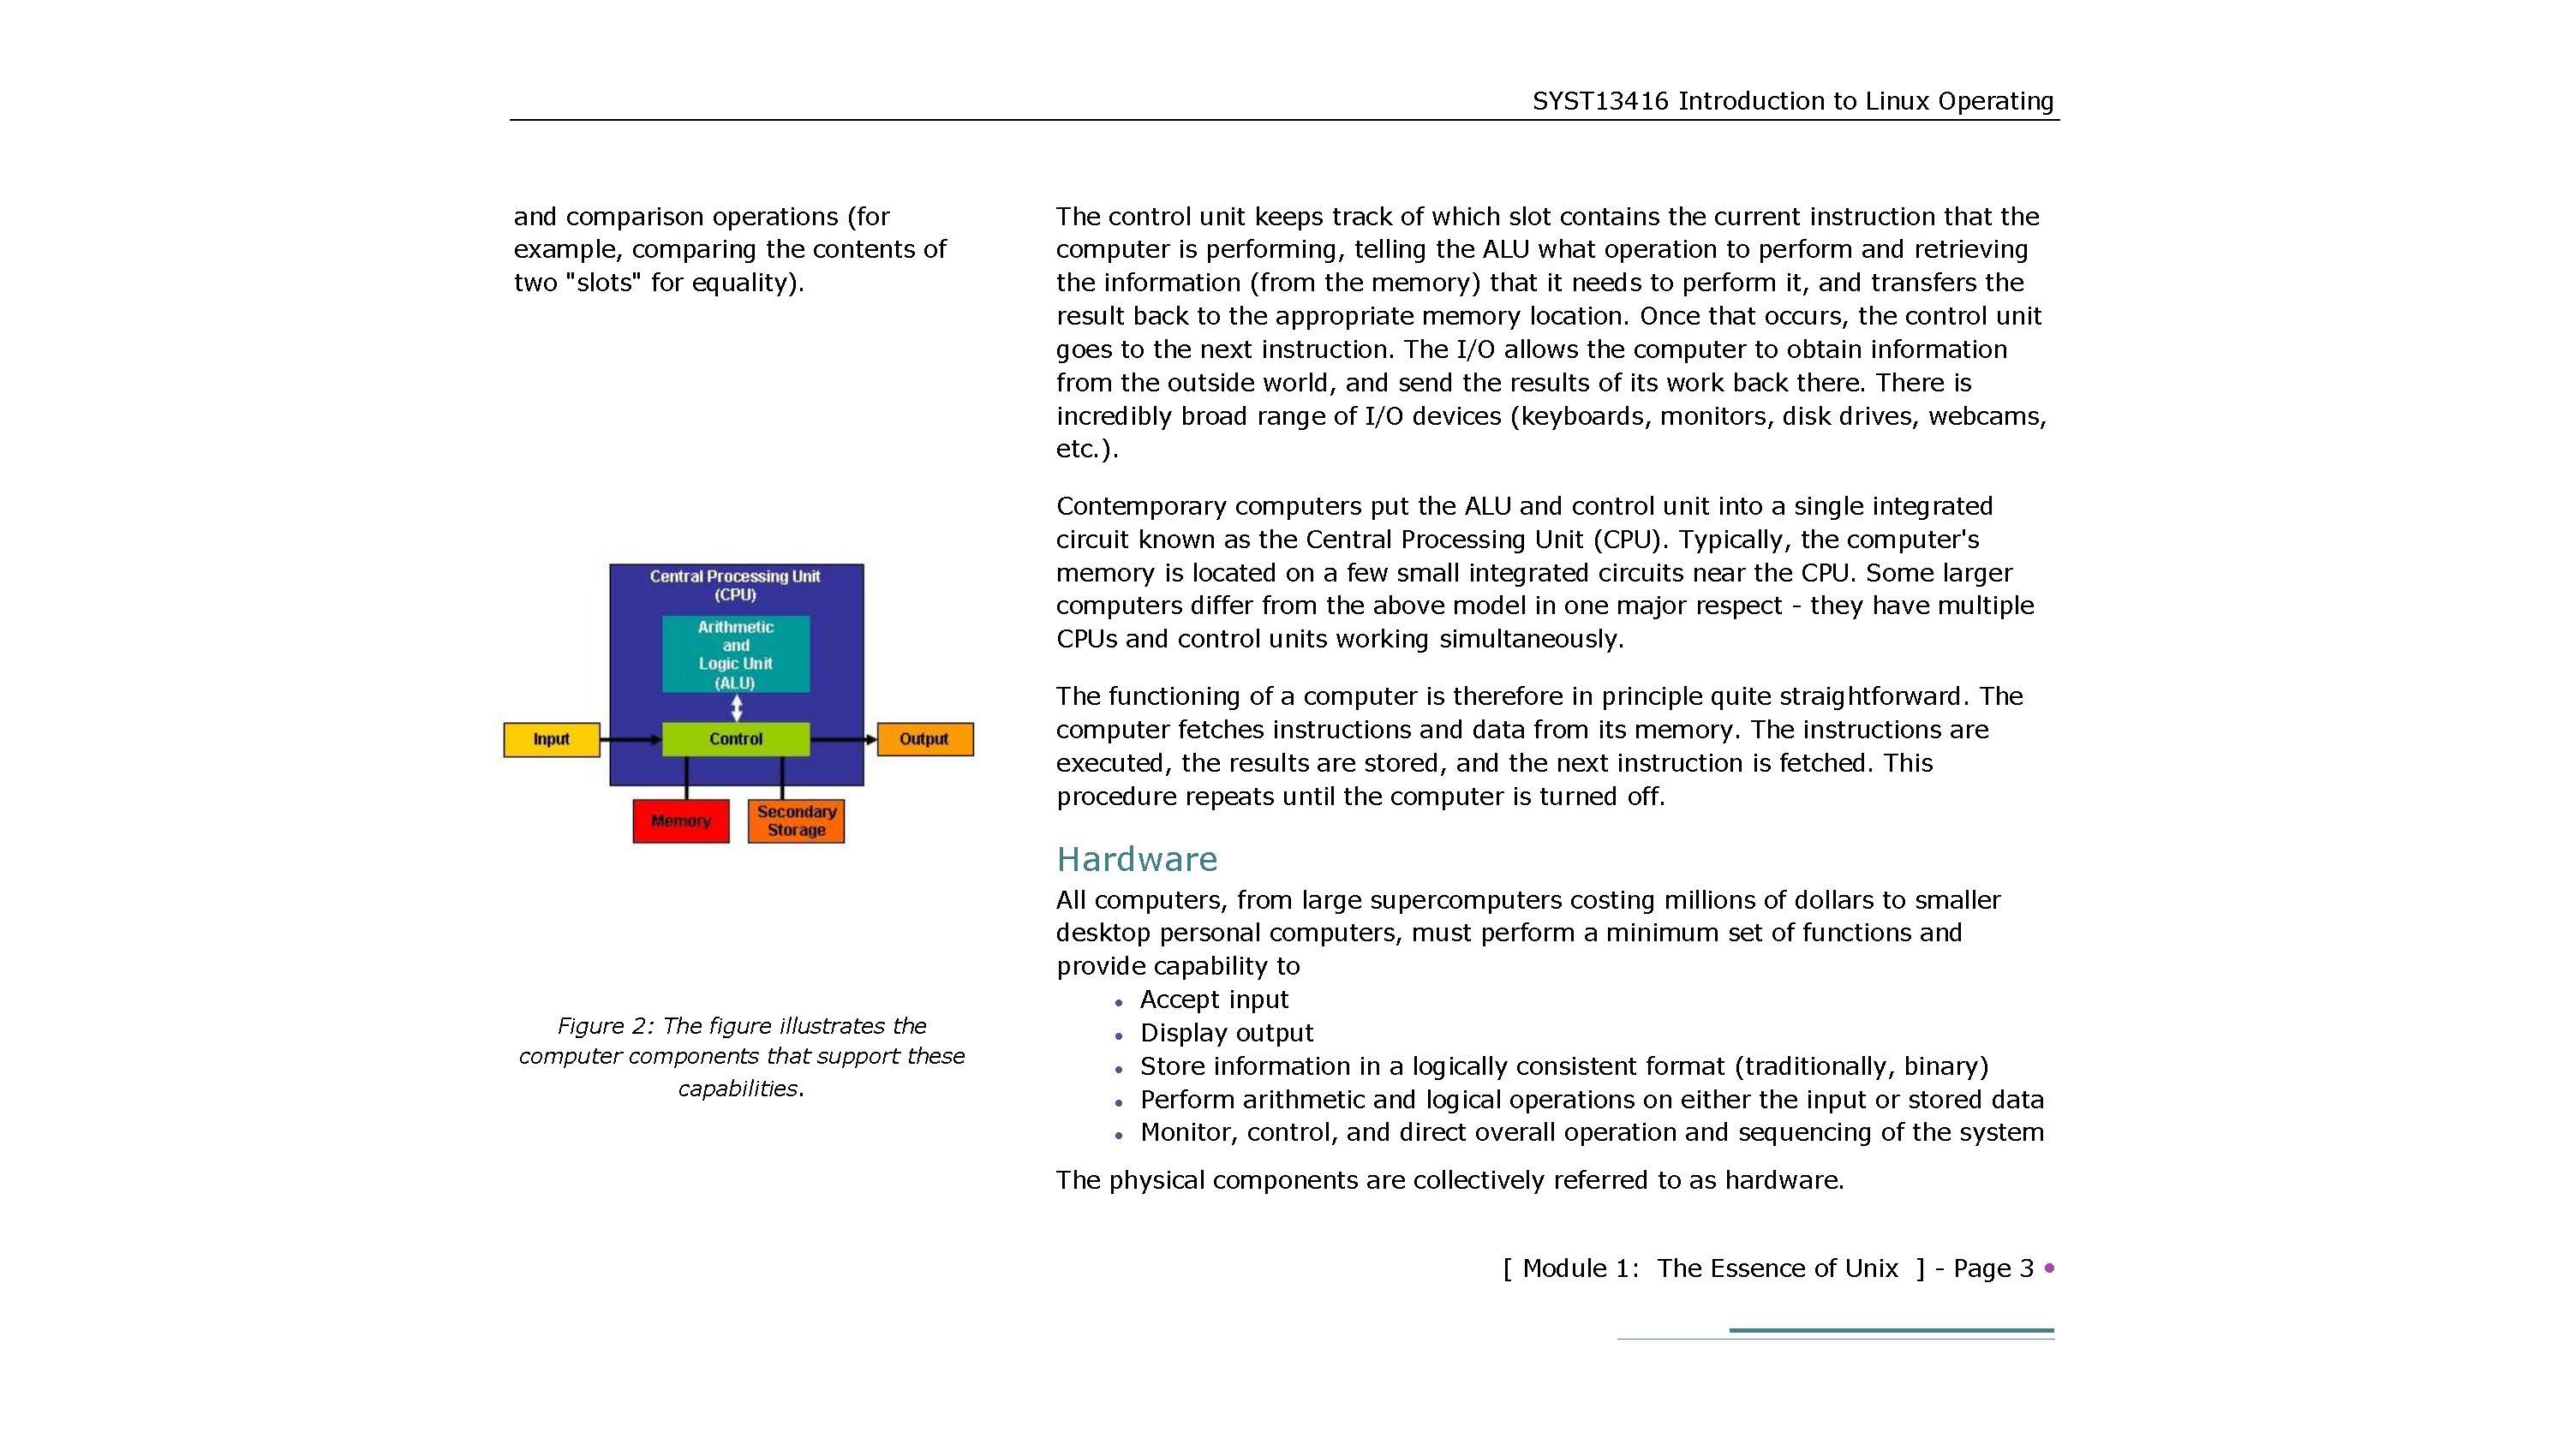 SYST13416 Introduction to Linux Operating
and comparison operations (for
example, comparing the contents of
two "slots" for equality).
Central Processing Unit
(CPU)
Arithmetic
and
Logic Unit
(ALU)
Input
Control
Output
Memory
Secondary
Storage
Figure 2: The figure illustrates the
computer components that support these
capabilities.
The control unit keeps track of which slot contains the current instruction that the
computer is performing, telling the ALU what operation to perform and retrieving
the information (from the memory) that it needs to perform it, and transfers the
result back to the appropriate memory location. Once that occurs, the control unit
goes to the next instruction. The I/O allows the computer to obtain information
from the outside world, and send the results of its work back there. There is
incredibly broad range of I/O devices (keyboards, monitors, disk drives, webcams,
etc.).
Contemporary computers put the ALU and control unit into a single integrated
circuit known as the Central Processing Unit (CPU). Typically, the computer's
memory is located on a few small integrated circuits near the CPU. Some larger
computers differ from the above model in one major respect - they have multiple
CPUs and control units working simultaneously.
The functioning of a computer is therefore in principle quite straightforward. The
computer fetches instructions and data from its memory. The instructions are
executed, the results are stored, and the next instruction is fetched. This
procedure repeats until the computer is turned off.
Hardware
All computers, from large supercomputers costing millions of dollars to smaller
desktop personal computers, must perform a minimum set of functions and
provide capability to
• Accept input
• Display output
• Store information in a logically consistent format (traditionally, binary)
• Perform arithmetic and logical operations on either the input or stored data
• Monitor, control, and direct overall operation and sequencing of the system
The physical components are collectively referred to as hardware.
[ Module 1: The Essence of Unix ] - Page 3 •